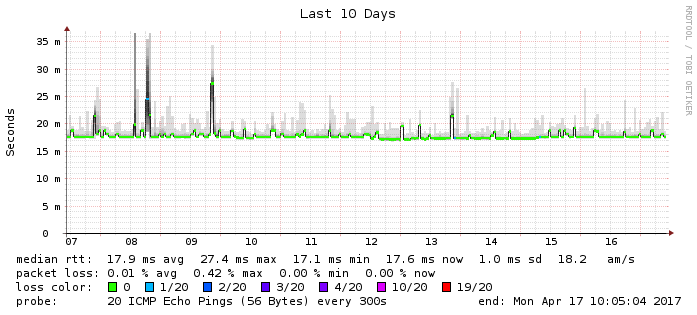 Last 10 Days
RRDTOOL / TOBI OETIKER
Seconds
35 m
30 m
25 m
20 m
15 m
10 m
5 m
0
07 08 09 10 11 12 13 14 15 16
median rtt: 17.9 ms avg 27.4 ms max 17.1 ms min 17.6 ms now 1.0 ms sd 18.2 am/s
packet loss: 0.01 % avg 0.42 % max 0.00 % min 0.00 % now
loss color: 0 1/20 2/20 3/20 4/20 10/20 19/20
probe: 20 ICMP Echo Pings (56 Bytes) every 300s end: Mon Apr 17 10:05:04 2017